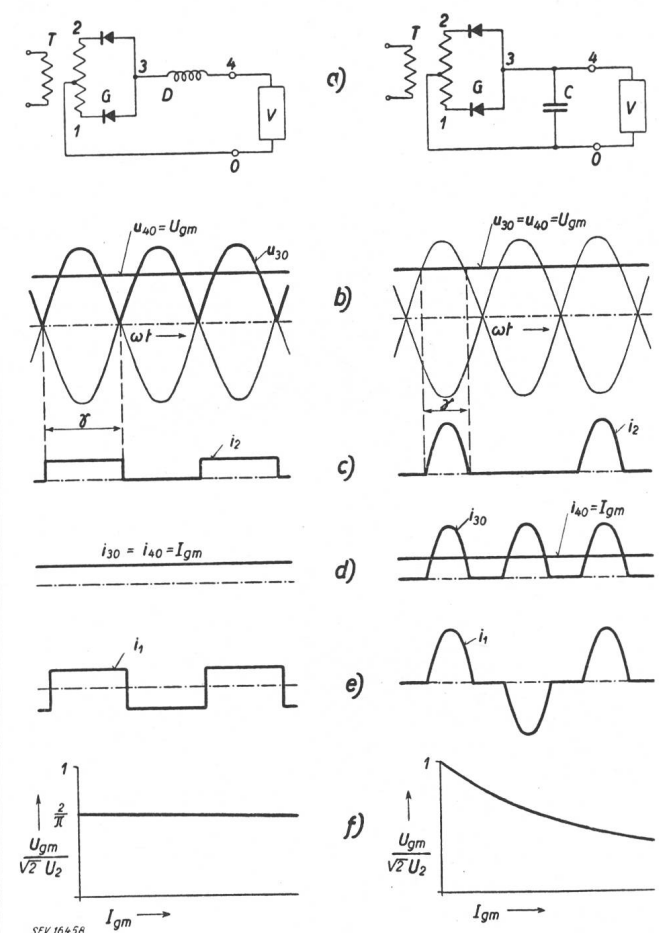 T 2 G 1 3 D 4 V 0
a)
T 2 G 1 3 C 4 V 0
u40 = Ugm
u30
ωt
γ
b)
u30 = u40 = Ugm
ωt
γ
i2
c)
i2
i30 = i40 = Igm
d)
i30
i40 = Igm
i1
e)
i1
1
2/π
Ugm
√2 U2
Igm
f)
1
Ugm
√2 U2
Igm
SEV 16458